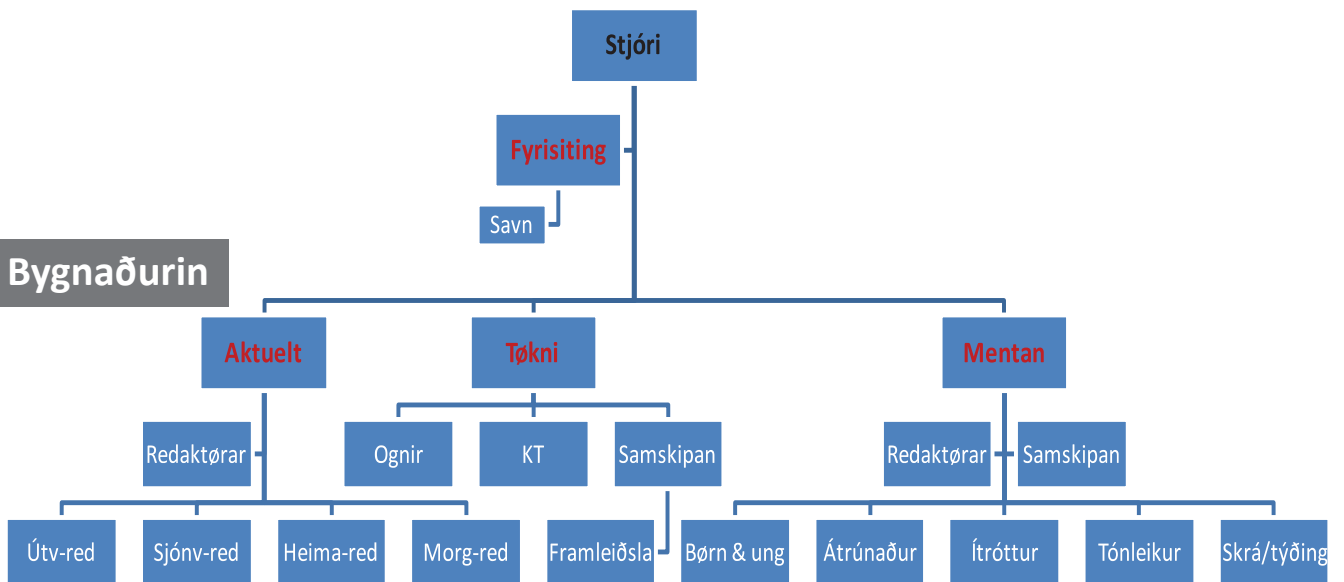 Stjóri
Fyrisiting
Savn
Bygnaðurin
Aktuelt
Tøkni
Mentan
Redaktørar
Ognir
KT
Samskipan
Redaktørar
Samskipan
Útv-red
Sjónv-red
Heima-red
Morg-red
Framleiðsla
Børn & ung
Átrúnaður
Ítróttur
Tónleikur
Skrá/týðing